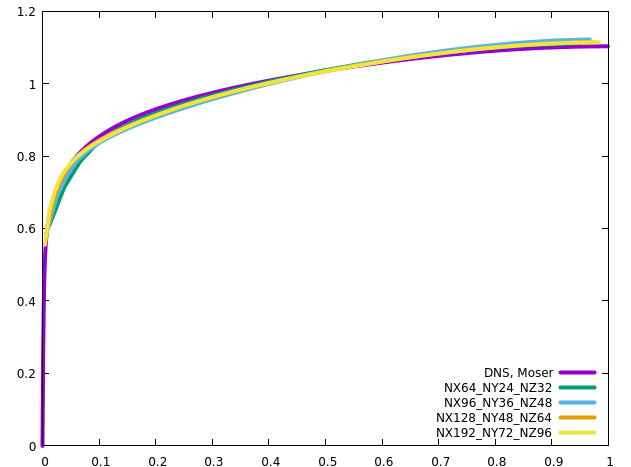 1.2
1
0.8
0.6
0.4
0.2
0
DNS, Moser
NX64_NY24_NZ32
NX96_NY36_NZ48
NX128_NY48_NZ64
NX192_NY72_NZ96
0 0.1 0.2 0.3 0.4 0.5 0.6 0.7 0.8 0.9 1